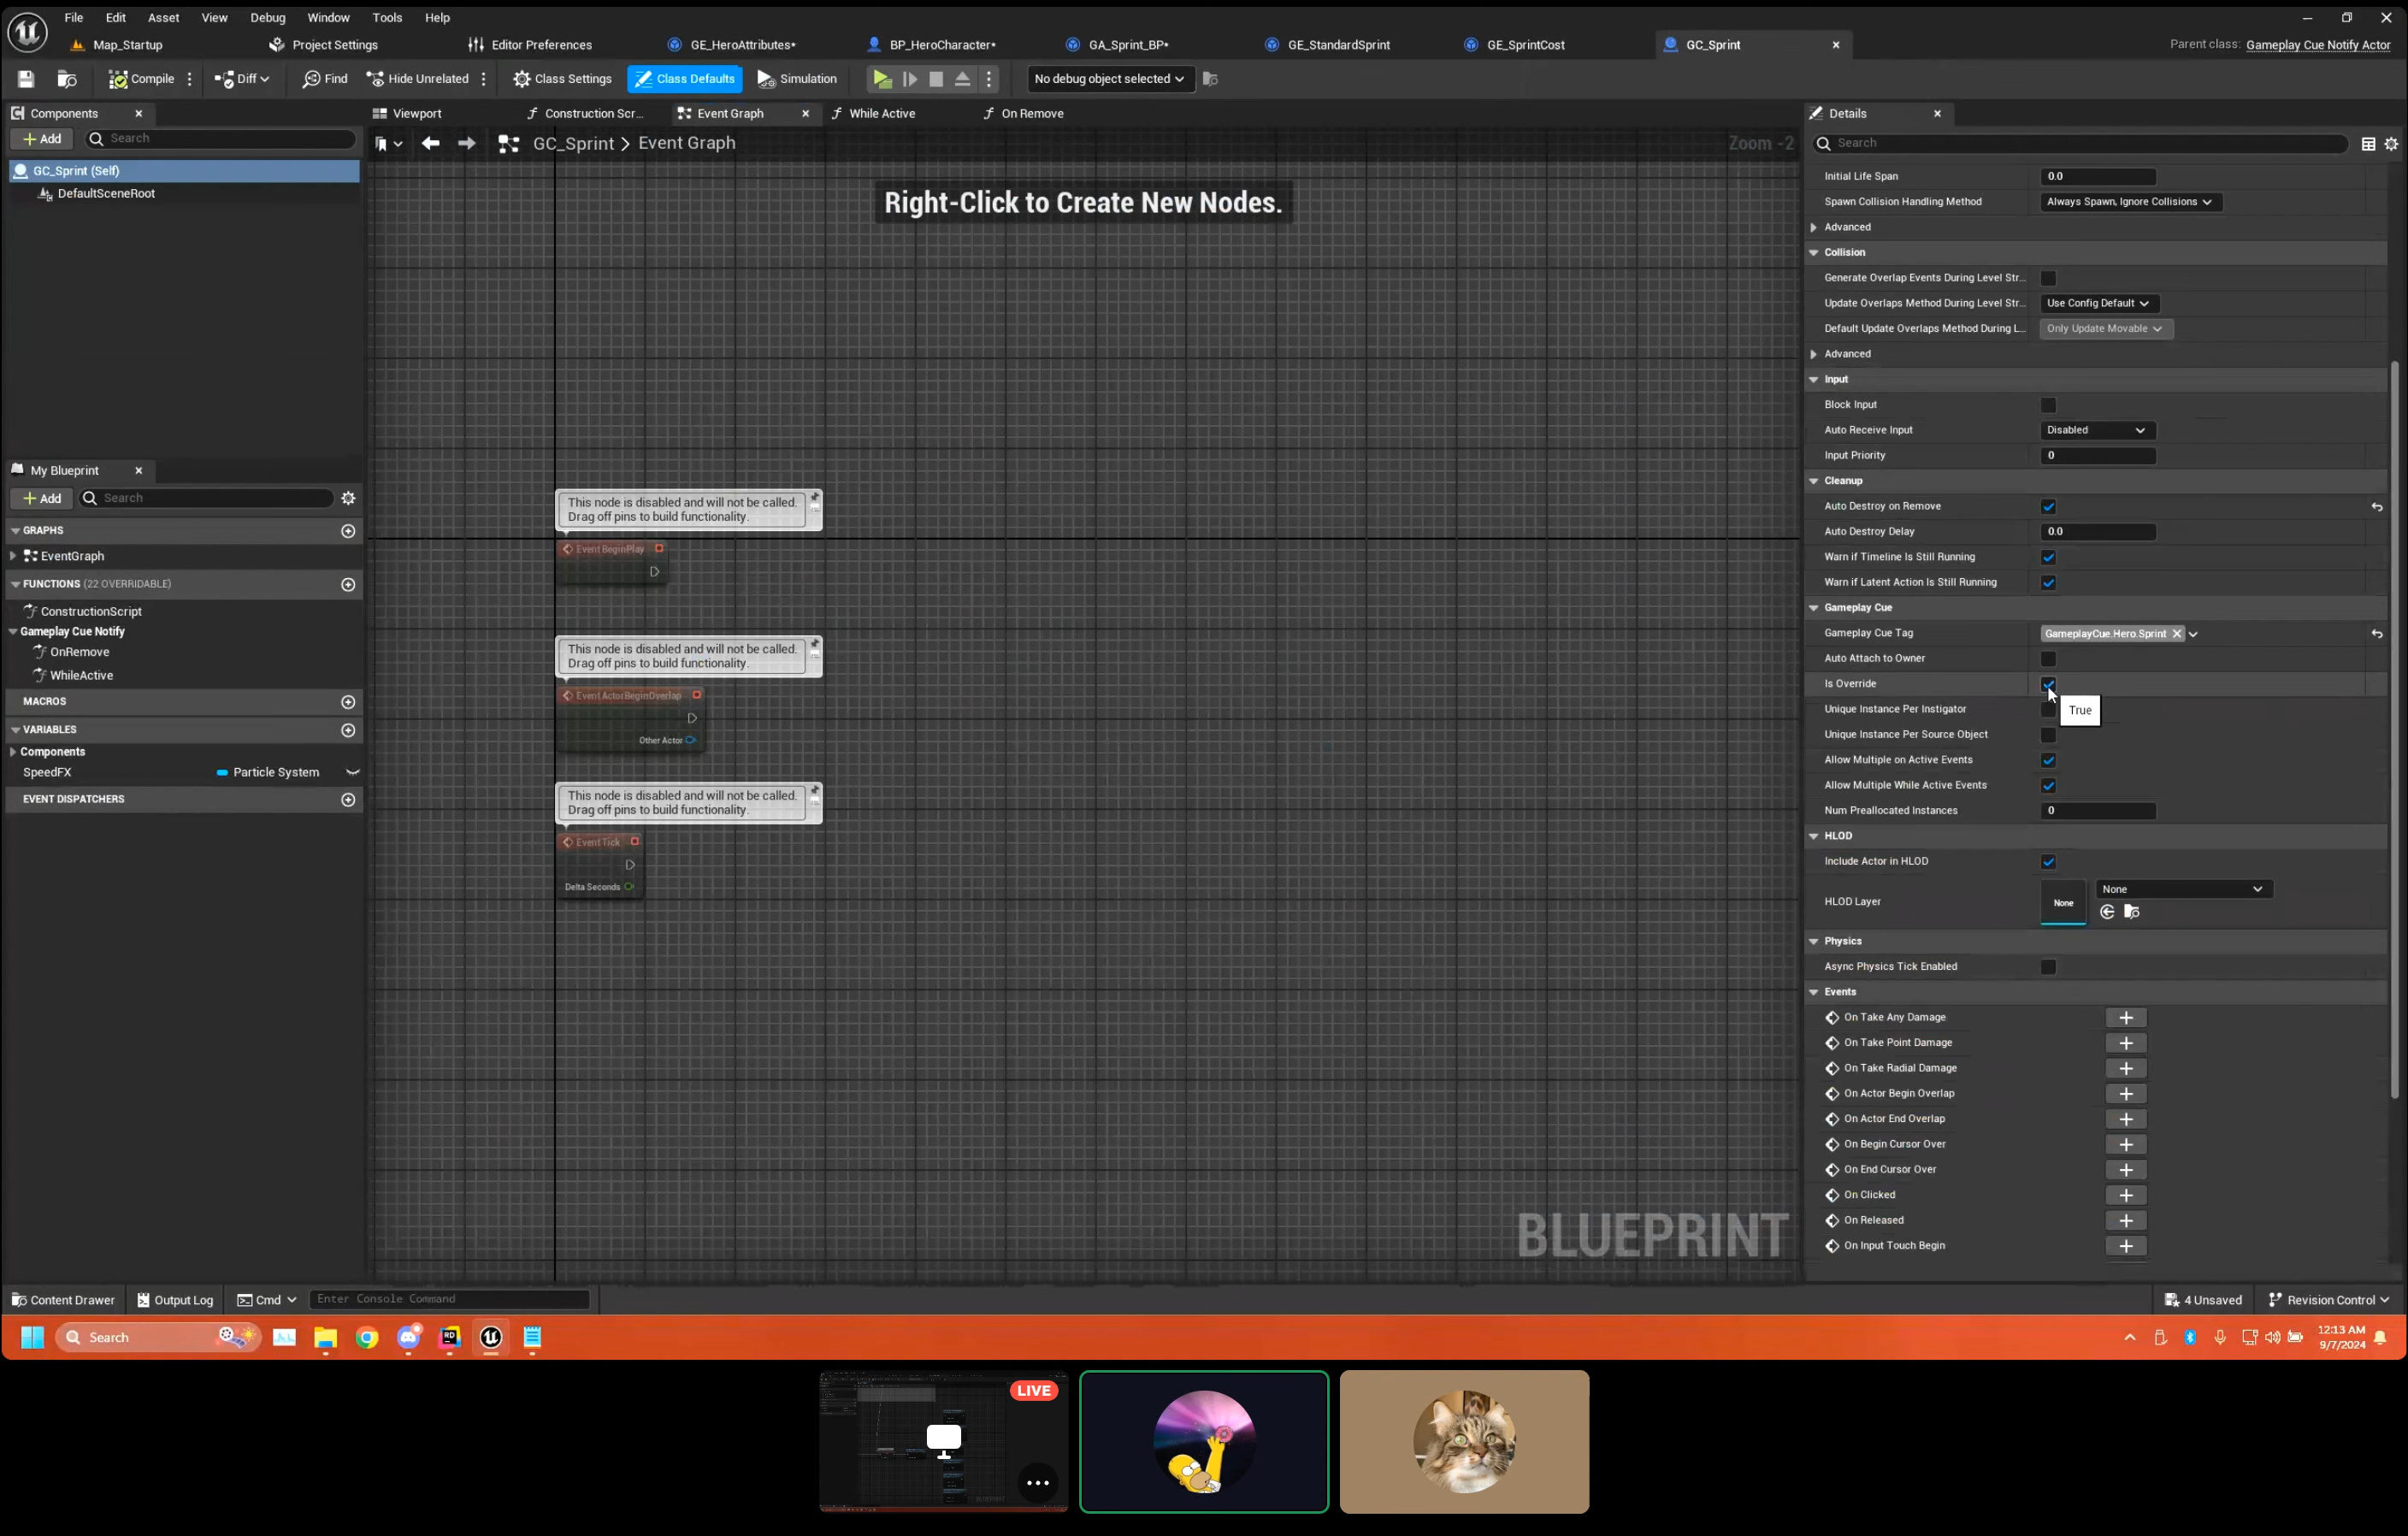 File Edit Asset View Debug Window Tools Help
Map_Startup Project Settings Editor Preferences GE_HeroAttributes* BP_HeroCharacter* GA_Sprint_BP* GE_StandardSprint GE_SprintCost GC_Sprint Parent class: Gameplay Cue Notify Actor
Compile Diff Find Hide Unrelated Class Settings Class Defaults Simulation No debug object selected
Components
Add Search
GC_Sprint (Self)
DefaultSceneRoot
My Blueprint
Add Search
GRAPHS
EventGraph
FUNCTIONS (22 OVERRIDABLE)
ConstructionScript
Gameplay Cue Notify
OnRemove
WhileActive
MACROS
VARIABLES
Components
SpeedFX Particle System
EVENT DISPATCHERS
Viewport Construction Scr... Event Graph While Active On Remove
GC_Sprint > Event Graph Zoom -2
Right-Click to Create New Nodes.
This node is disabled and will not be called.
Drag off pins to build functionality.
Event BeginPlay
This node is disabled and will not be called.
Drag off pins to build functionality.
Event ActorBeginOverlap
Other Actor
This node is disabled and will not be called.
Drag off pins to build functionality.
Event Tick
Delta Seconds
BLUEPRINT
Details
Search
Initial Life Span 0.0
Spawn Collision Handling Method Always Spawn, Ignore Collisions
Advanced
Collision
Generate Overlap Events During Level Str...
Update Overlaps Method During Level Str... Use Config Default
Default Update Overlaps Method During L... Only Update Movable
Advanced
Input
Block Input
Auto Receive Input Disabled
Input Priority 0
Cleanup
Auto Destroy on Remove
Auto Destroy Delay 0.0
Warn if Timeline Is Still Running
Warn if Latent Action Is Still Running
Gameplay Cue
Gameplay Cue Tag GameplayCue.Hero.Sprint
Auto Attach to Owner
Is Override
Unique Instance Per Instigator True
Unique Instance Per Source Object
Allow Multiple on Active Events
Allow Multiple While Active Events
Num Preallocated Instances 0
HLOD
Include Actor in HLOD
HLOD Layer None None
Physics
Async Physics Tick Enabled
Events
On Take Any Damage
On Take Point Damage
On Take Radial Damage
On Actor Begin Overlap
On Actor End Overlap
On Begin Cursor Over
On End Cursor Over
On Clicked
On Released
On Input Touch Begin
Content Drawer Output Log Cmd Enter Console Command 4 Unsaved Revision Control
Search 12:13 AM
9/7/2024
LIVE